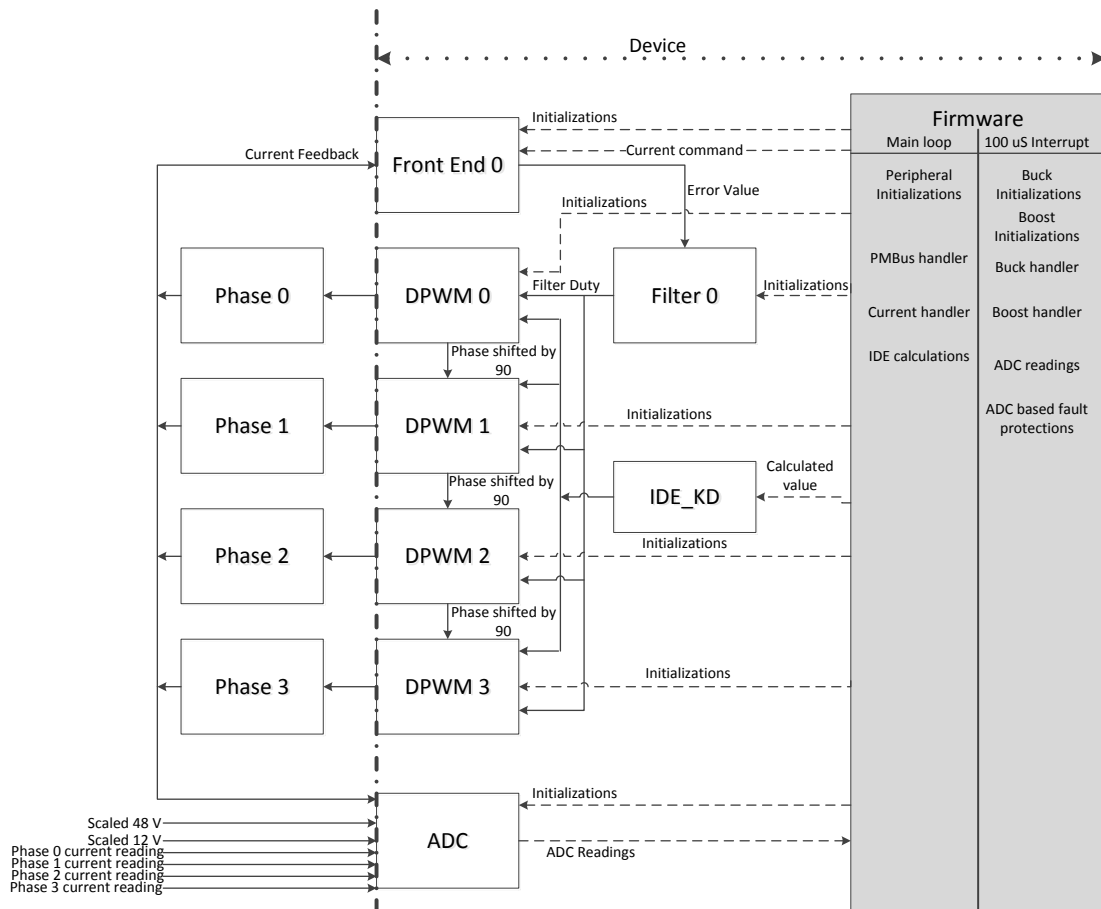 Device
Firmware
Main loop
100 uS Interrupt
Initializations
Current command
Current Feedback
Front End 0
Peripheral
Initializations
Buck
Initializations
Error Value
Initializations
Boost
Initializations
PMBus handler
Buck handler
Phase 0
DPWM 0
Filter Duty
Filter 0
Initializations
Current handler
Boost handler
Phase shifted by
90
IDE calculations
ADC readings
Phase 1
DPWM 1
Initializations
ADC based fault
protections
Phase shifted by
90
IDE_KD
Calculated
value
Phase 2
DPWM 2
Initializations
Phase shifted by
90
Phase 3
DPWM 3
Initializations
Initializations
Scaled 48 V
Scaled 12 V
Phase 0 current reading
Phase 1 current reading
Phase 2 current reading
Phase 3 current reading
ADC
ADC Readings